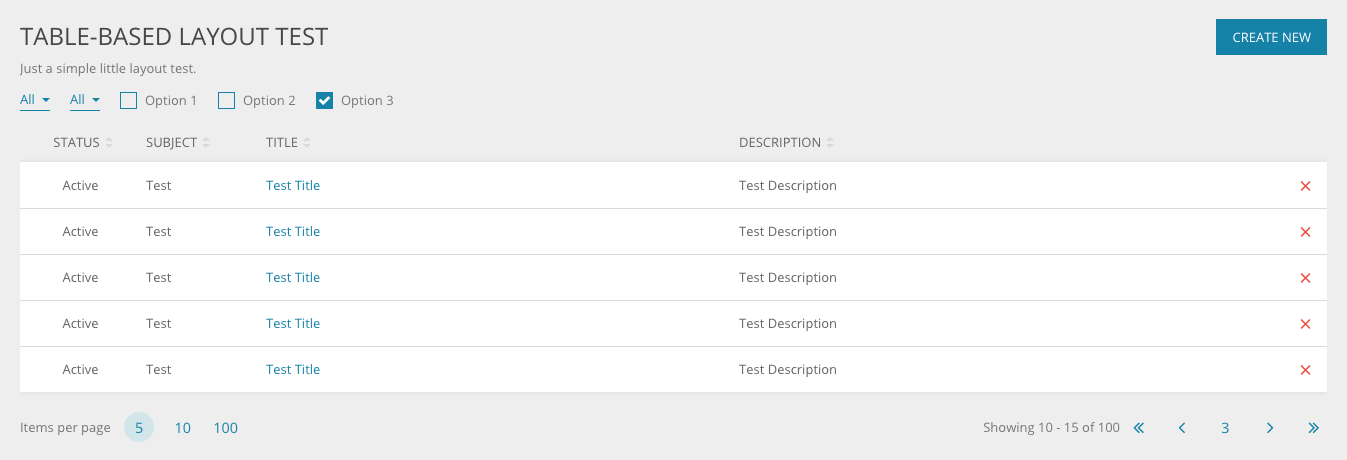 TABLE-BASED LAYOUT TEST
CREATE NEW
Just a simple little layout test.
All All Option 1 Option 2 Option 3
STATUS SUBJECT TITLE DESCRIPTION
Active Test Test Title Test Description
Active Test Test Title Test Description
Active Test Test Title Test Description
Active Test Test Title Test Description
Active Test Test Title Test Description
Items per page 5 10 100 Showing 10 - 15 of 100 3